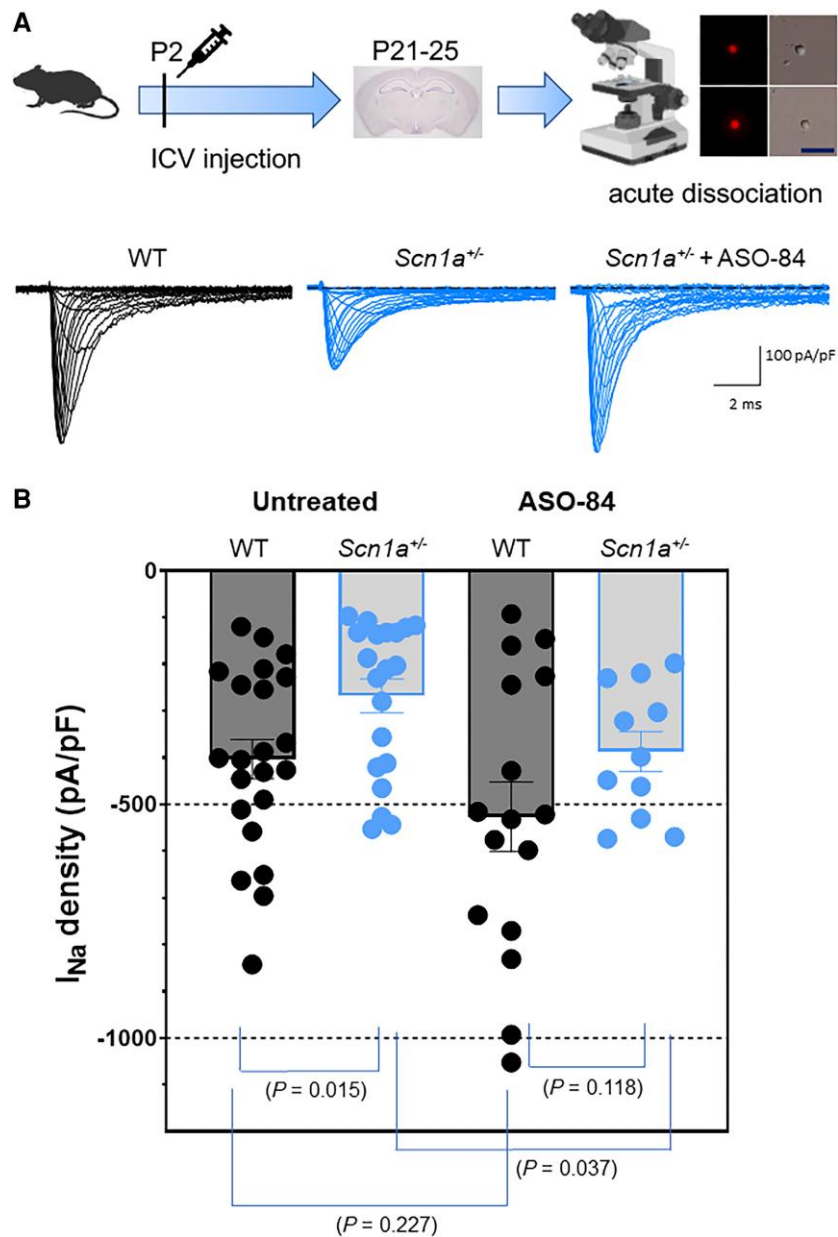 A
P2
P21-25
ICV injection
acute dissociation
WT
Scn1a+/-
Scn1a+/- + ASO-84
100 pA/pF
2 ms
B
Untreated
ASO-84
WT
Scn1a+/-
WT
Scn1a+/-
0
-500
-1000
INa density (pA/pF)
(P = 0.015)
(P = 0.118)
(P = 0.037)
(P = 0.227)